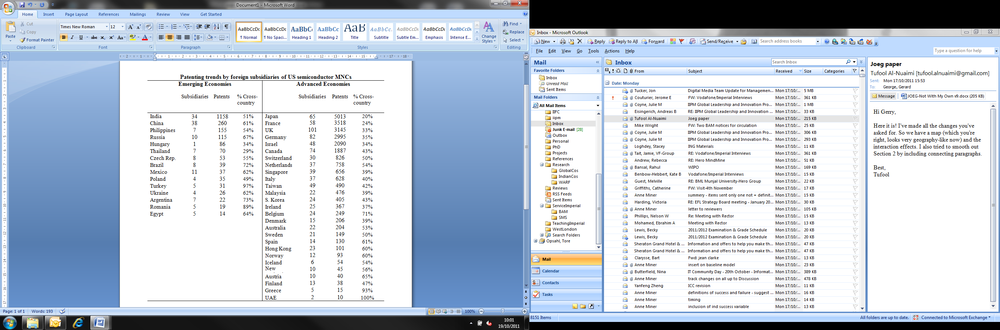 Document1 - Microsoft Word
Home Insert Page Layout References Mailings Review View Get Started
Paste
Cut
Copy
Format Painter
Clipboard
Times New Roman 12
Font
Paragraph
AaBbCcDc AaBbCcDc AaBbC AaBbCc AaB AaBbCc. AaBbCcDc AaBbCcDc AaBbCcDc
¶ Normal ¶ No Spaci... Heading 1 Heading 2 Title Subtitle Subtle Em... Emphasis Intense E...
Change Styles
Styles
Find
Replace
Select
Editing
Patenting trends by foreign subsidiaries of US semiconductor MNCs
Emerging Economies Advanced Economies
Subsidiaries Patents % Cross-country Subsidiaries Patents % Cross-country
India 34 1158 51% Japan 65 5013 20%
China 38 260 61% France 58 3518 24%
Philippines 7 155 54% UK 101 3145 33%
Russia 10 115 67% Germany 82 2995 35%
Hungary 1 86 34% Israel 48 2090 34%
Thailand 7 70 29% Canada 74 1887 43%
Czech Rep. 8 53 55% Switzerland 30 826 50%
Brazil 8 39 72% Netherlands 37 758 54%
Mexico 11 37 62% Singapore 39 656 39%
Poland 4 35 49% Italy 37 628 40%
Turkey 5 31 97% Taiwan 49 490 42%
Ukraine 4 26 62% Malaysia 22 476 39%
Argentina 7 22 73% S. Korea 24 405 43%
Romania 5 19 89% Ireland 25 367 37%
Egypt 5 14 64% Belgium 24 249 71%
Denmark 15 206 39%
Australia 22 204 53%
Sweden 21 149 50%
Spain 14 130 61%
Hong Kong 23 101 60%
Norway 12 93 60%
Iceland 6 54 54%
New 10 45 56%
Austria 10 40 65%
Finland 13 38 47%
Greece 5 15 93%
UAE 2 10 100%
Page: 1 of 1 Words: 193 100%
10:01
19/10/2011
Inbox - Microsoft Outlook
New Reply Reply to All Forward Send/Receive Search address books
File Edit View Go Tools Actions Help
Type a question for help
Mail
Favorite Folders
Inbox
Unread Mail
Sent Items
Mail Folders
All Mail Items
IIFC
iipm
Inbox
Junk E-mail [28]
Outbox
Personal
PhD
Projects
References
Research
GlobalCos
IndianCos
WARF
Reviews
RSS Feeds
Sent Items
ServiceImperial
BAM
SMS
TeachingImperial
WestLondon
Search Folders
Opsahl, Tore
Mail
Calendar
Contacts
Tasks
Inbox
Search Inbox
From Subject Received Size Categories
Date: Monday
Tucker, Jon Digital Media Team Update for Managemen... Mon 17/10/... 5 MB
Couturier, Jerome E FW: Vodafone/Imperial Interviews Mon 17/10/... 361 KB
Coyne, Julie M IIPM Global Leadership and Innovation Pro... Mon 17/10/... 1 MB
Eisingerich, Andreas B RE: IIPM Global Leadership and Innovation ... Mon 17/10/... 33 KB
Tufool Al-Nuaimi Joeg paper Mon 17/10/... 215 KB
Mike Wright FW: Two BAM notices for circulation Mon 17/10/... 25 KB
Coyne, Julie M IIPM Global Leadership and Innovation Pro... Mon 17/10/... 306 KB
Coyne, Julie M IIPM Global Leadership and Innovation Pro... Mon 17/10/... 293 KB
Loghdey, Stacey ING Materials Mon 17/10/... 11 KB
Tait, Jamie, VF-Group RE: Vodafone/Imperial Interviews Mon 17/10/... 361 KB
Andrew, Rebecca RE: Hero MindMine Mon 17/10/... 51 KB
Bansal, Rahul WIPO Mon 17/10/... 169 KB
Benbow-Hebbert, Kate B Vodafone/Imperial Interviews Mon 17/10/... 15 KB
Guest, Melville RE: BML Munjal University-Hero Group Mon 17/10/... 22 KB
Griffiths, Catherine FW: Visit-4th November Mon 17/10/... 17 KB
Anne Miner summery - items sent only one not = definit... Mon 17/10/... 15 KB
Harding, Victoria RE: EFL Strategy Board meeting - January 20... Mon 17/10/... 30 KB
Anne Miner letter to reviewers Mon 17/10/... 105 KB
Phillips, Nelson W Re: Meeting with Rector Mon 17/10/... 15 KB
Mohamed, Ebrahim A Meeting with Rector Mon 17/10/... 13 KB
Lewis, Becky 2011/2012 Examination & Grade Schedule Mon 17/10/... 20 KB
Lewis, Becky 2011/2012 Examination & Grade Schedule Mon 17/10/... 20 KB
Sheraton Grand Hotel & ... Information and offers to help you make th... Mon 17/10/... 47 KB
Sheraton Grand Hotel & ... Information and offers to help you make th... Mon 17/10/... 47 KB
Clarysse, Bart Fwd: jean clarke Mon 17/10/... 13 KB
Anne Miner insert on baseline model Mon 17/10/... 23 KB
Butterfield, Nina IT Community Day - 20th October - Informat... Mon 17/10/... 389 KB
Anne Miner track changes on all up to Discussion Mon 17/10/... 478 KB
Yanfeng Zheng ICC revision Mon 17/10/... 11 KB
Anne Miner definitions of success and failure - suggest ... Mon 17/10/... 16 KB
Anne Miner timing Mon 17/10/... 14 KB
Anne Miner inclusion of ind success variable Mon 17/10/... 13 KB
Joeg paper
Tufool Al-Nuaimi [tufool.alnuaimi@gmail.com]
Sent: Mon 17/10/2011 15:53
To: George, Gerard
Message JOEG-Not With My Own v9.docx (205 KB)
Hi Gerry,
Here it is! I've made all the changes you've
asked for. So we have a map (which you're
right, looks very geography-like now) and the
interaction effects. I also tried to smooth out
Section 2 by including connecting paragraphs.
Best,
Tufool
8151 Items All folders are up to date. Connected to Microsoft Exchange